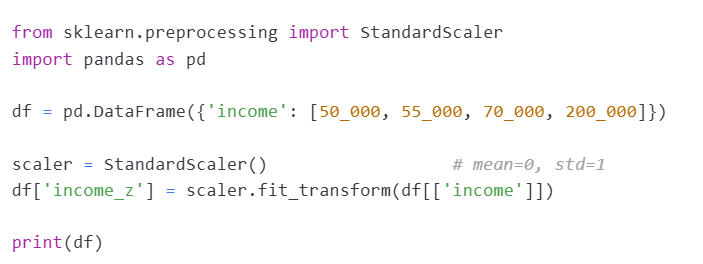 from sklearn.preprocessing import StandardScaler
import pandas as pd
df = pd.DataFrame({'income': [50_000, 55_000, 70_000, 200_000]})
scaler = StandardScaler() # mean=0, std=1
df['income_z'] = scaler.fit_transform(df[['income']])
print(df)